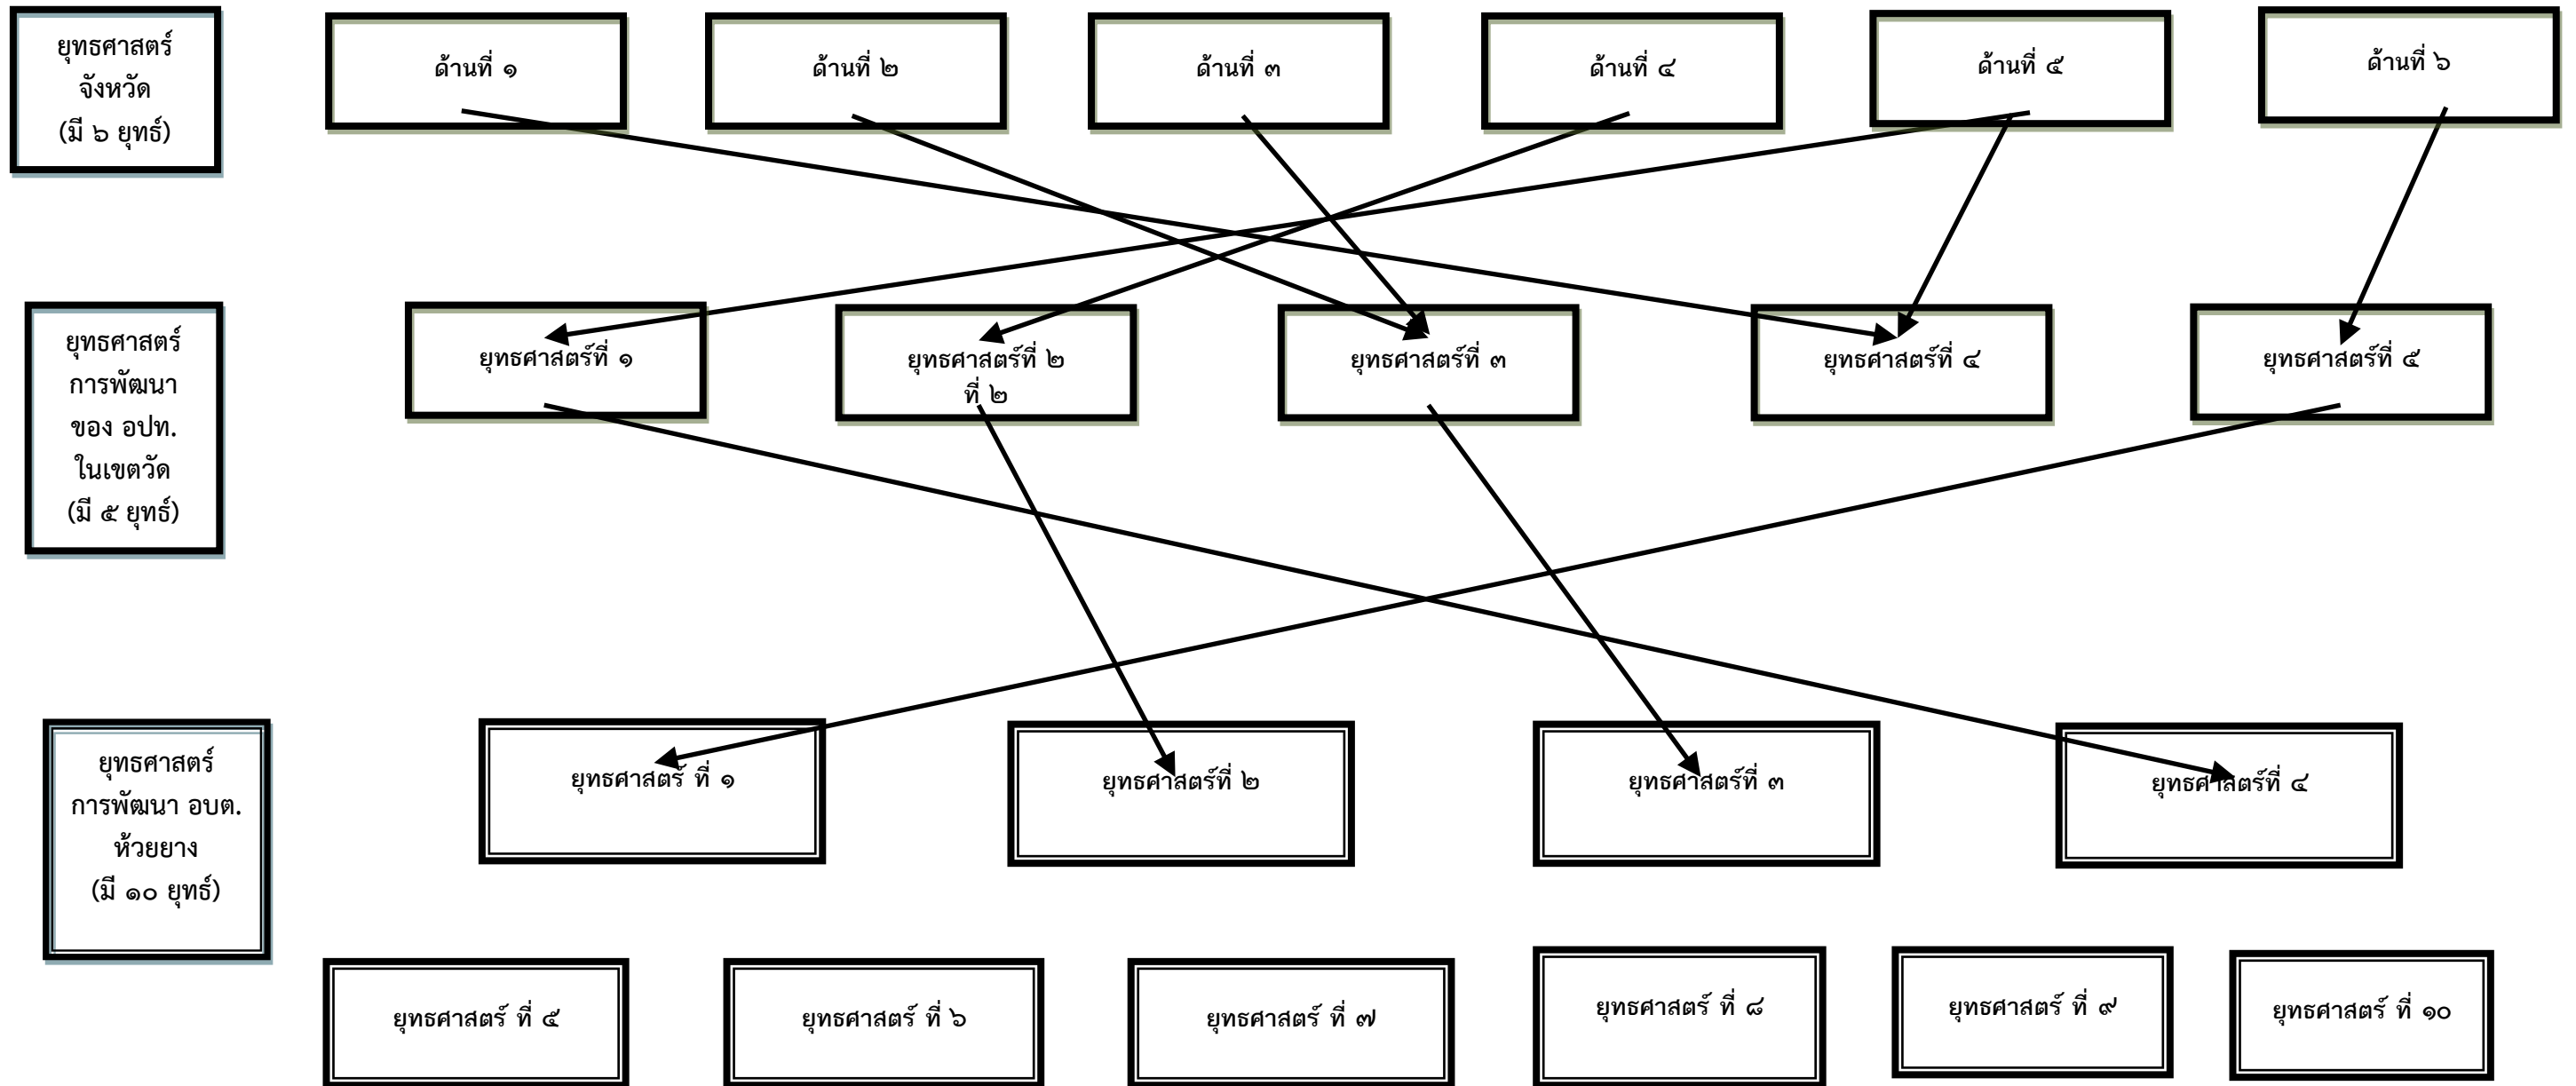 ยุทธศาสตร์
จังหวัด
(มี ๖ ยุทธ์)
ด้านที่ ๑
ด้านที่ ๒
ด้านที่ ๓
ด้านที่ ๔
ด้านที่ ๕
ด้านที่ ๖
ยุทธศาสตร์
การพัฒนา
ของ อปท.
ในเขตวัด
(มี ๕ ยุทธ์)
ยุทธศาสตร์ที่ ๑
ยุทธศาสตร์ที่ ๒
ที่ ๒
ยุทธศาสตร์ที่ ๓
ยุทธศาสตร์ที่ ๔
ยุทธศาสตร์ที่ ๕
ยุทธศาสตร์
การพัฒนา อบต.
ห้วยยาง
(มี ๑๐ ยุทธ์)
ยุทธศาสตร์ ที่ ๑
ยุทธศาสตร์ที่ ๒
ยุทธศาสตร์ที่ ๓
ยุทธศาสตร์ที่ ๔
ยุทธศาสตร์ ที่ ๕
ยุทธศาสตร์ ที่ ๖
ยุทธศาสตร์ ที่ ๗
ยุทธศาสตร์ ที่ ๘
ยุทธศาสตร์ ที่ ๙
ยุทธศาสตร์ ที่ ๑๐